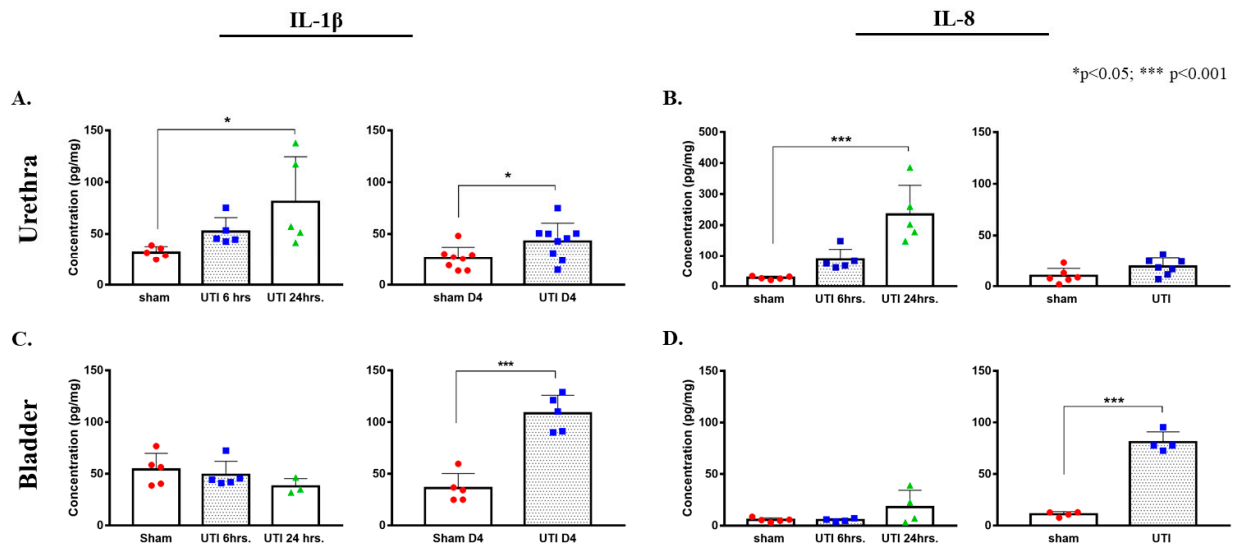 IL-1β
IL-8
*p<0.05; *** p<0.001
A.
B.
Urethra
Concentration (pg/mg)
150
100
50
0
*
sham
UTI 6 hrs
UTI 24hrs.
150
100
50
0
*
sham D4
UTI D4
Concentration (pg/mg)
500
400
300
200
100
0
***
sham
UTI 6hrs.
UTI 24hrs.
150
100
50
0
sham
UTI
C.
D.
Bladder
Concentration (pg/mg)
150
100
50
0
Sham
UTI 6hrs.
UTI 24 hrs.
150
100
50
0
***
Sham D4
UTI D4
Concentration (pg/mg)
150
100
50
0
sham
UTI 6hrs.
UTI 24hrs.
150
100
50
0
***
sham
UTI